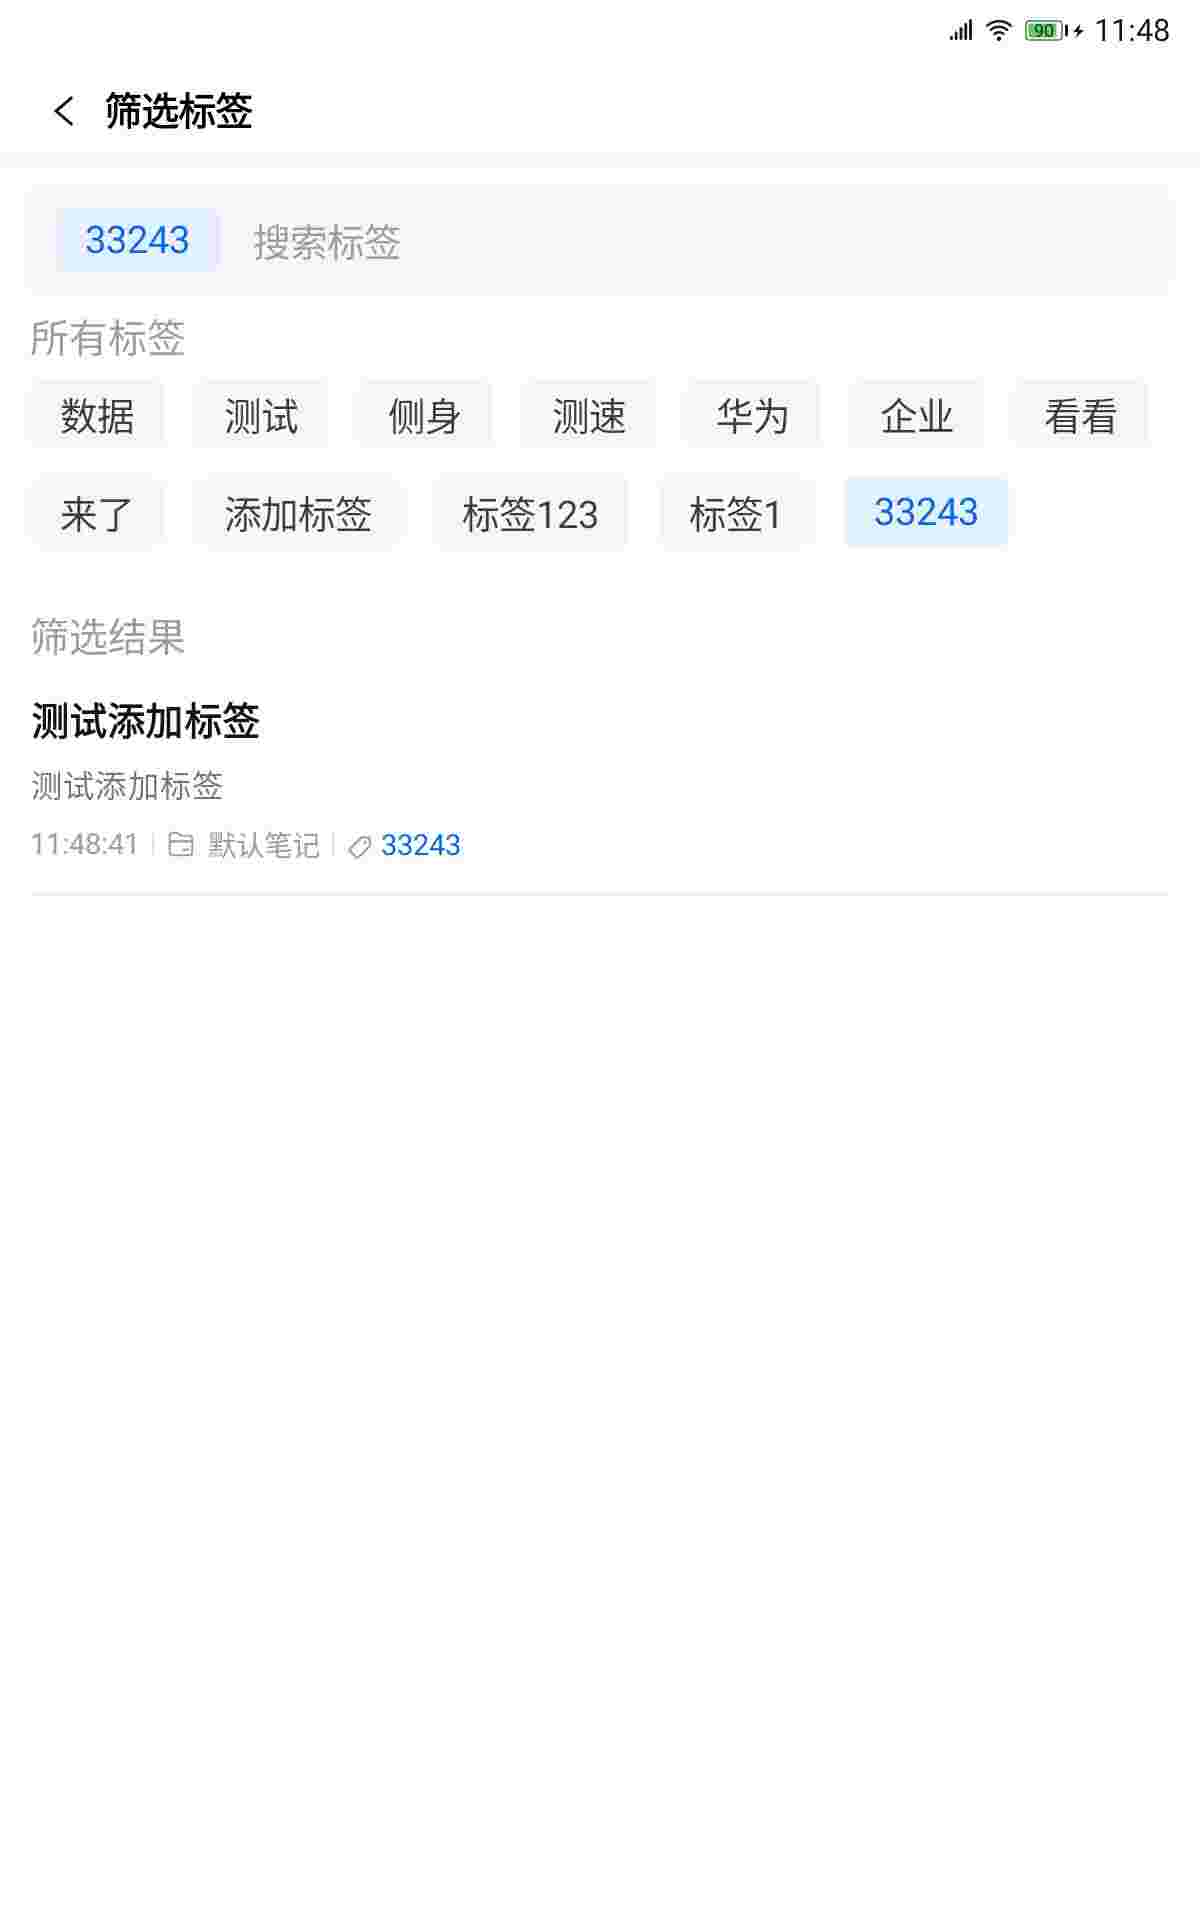 90 11:48
筛选标签
33243 搜索标签
所有标签
数据 测试 侧身 测速 华为 企业 看看
来了 添加标签 标签123 标签1 33243
筛选结果
测试添加标签
测试添加标签
11:48:41 默认笔记 33243